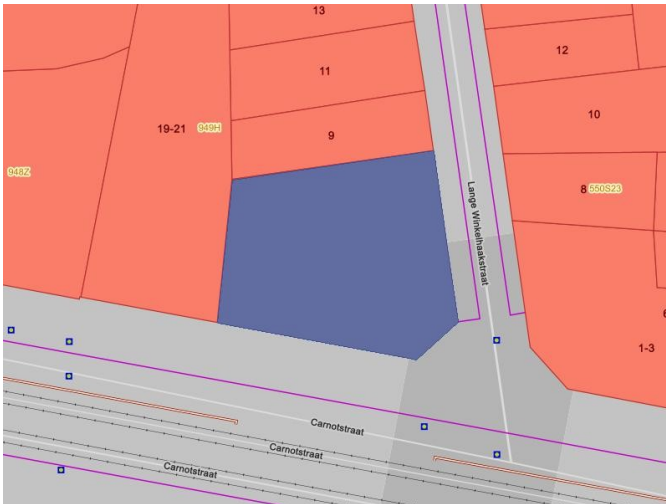 13
11
12
9
10
19-21
949H
948Z
8
550S23
Lange Winkelhaakstraat
1-3
Carnotstraat
Carnotstraat
Carnotstraat